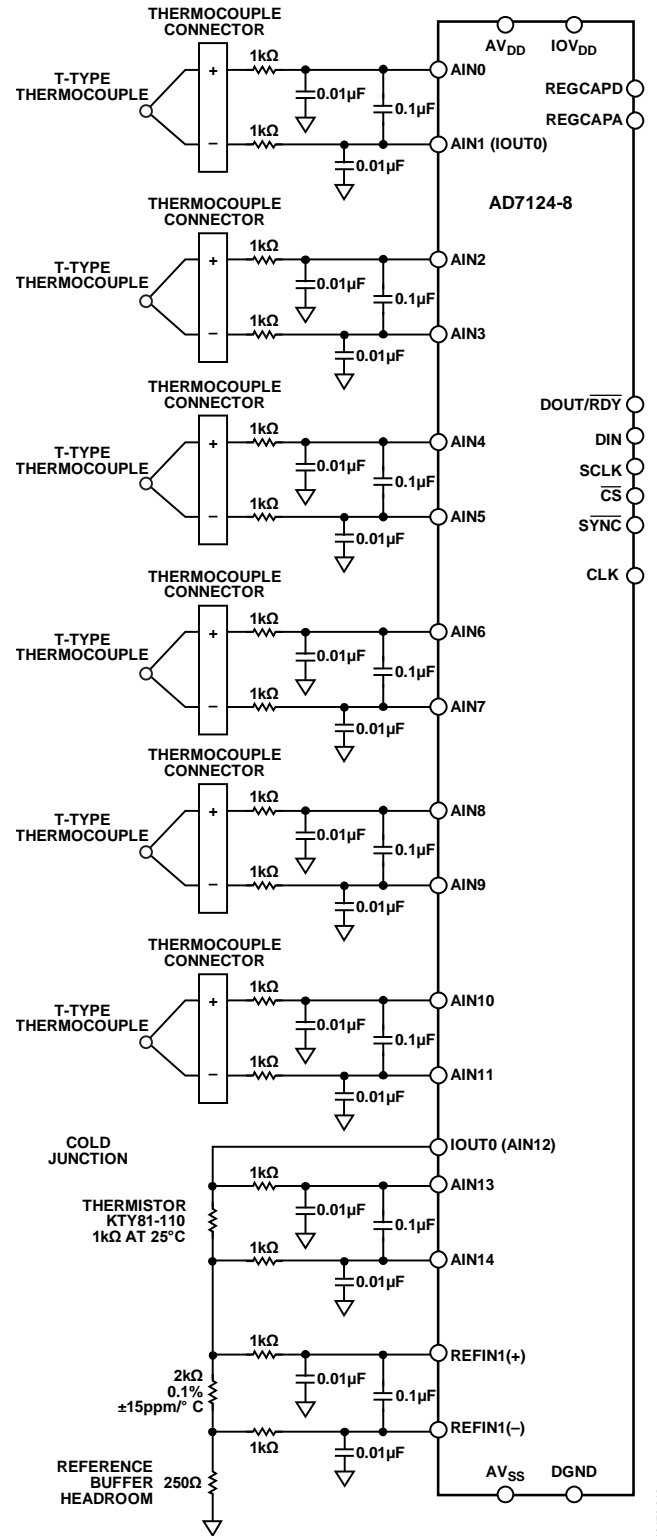 THERMOCOUPLE
CONNECTOR
T-TYPE
THERMOCOUPLE
+
–
1kΩ
1kΩ
0.01µF
0.1µF
0.01µF
AIN0
AIN1 (IOUT0)
AV_DD
IOV_DD
REGCAPD
REGCAPA
AD7124-8
THERMOCOUPLE
CONNECTOR
T-TYPE
THERMOCOUPLE
+
–
1kΩ
1kΩ
0.01µF
0.1µF
0.01µF
AIN2
AIN3
THERMOCOUPLE
CONNECTOR
T-TYPE
THERMOCOUPLE
+
–
1kΩ
1kΩ
0.01µF
0.1µF
0.01µF
AIN4
AIN5
DOUT/RDY
DIN
SCLK
CS
SYNC
CLK
THERMOCOUPLE
CONNECTOR
T-TYPE
THERMOCOUPLE
+
–
1kΩ
1kΩ
0.01µF
0.1µF
0.01µF
AIN6
AIN7
THERMOCOUPLE
CONNECTOR
T-TYPE
THERMOCOUPLE
+
–
1kΩ
1kΩ
0.01µF
0.1µF
0.01µF
AIN8
AIN9
THERMOCOUPLE
CONNECTOR
T-TYPE
THERMOCOUPLE
+
–
1kΩ
1kΩ
0.01µF
0.1µF
0.01µF
AIN10
AIN11
COLD
JUNCTION
IOUT0 (AIN12)
THERMISTOR
KTY81-110
1kΩ AT 25°C
1kΩ
1kΩ
0.01µF
0.1µF
0.01µF
AIN13
AIN14
2kΩ
0.1%
±15ppm/° C
1kΩ
1kΩ
0.01µF
0.1µF
0.01µF
REFIN1(+)
REFIN1(–)
REFERENCE
BUFFER
HEADROOM
250Ω
AV_SS
DGND